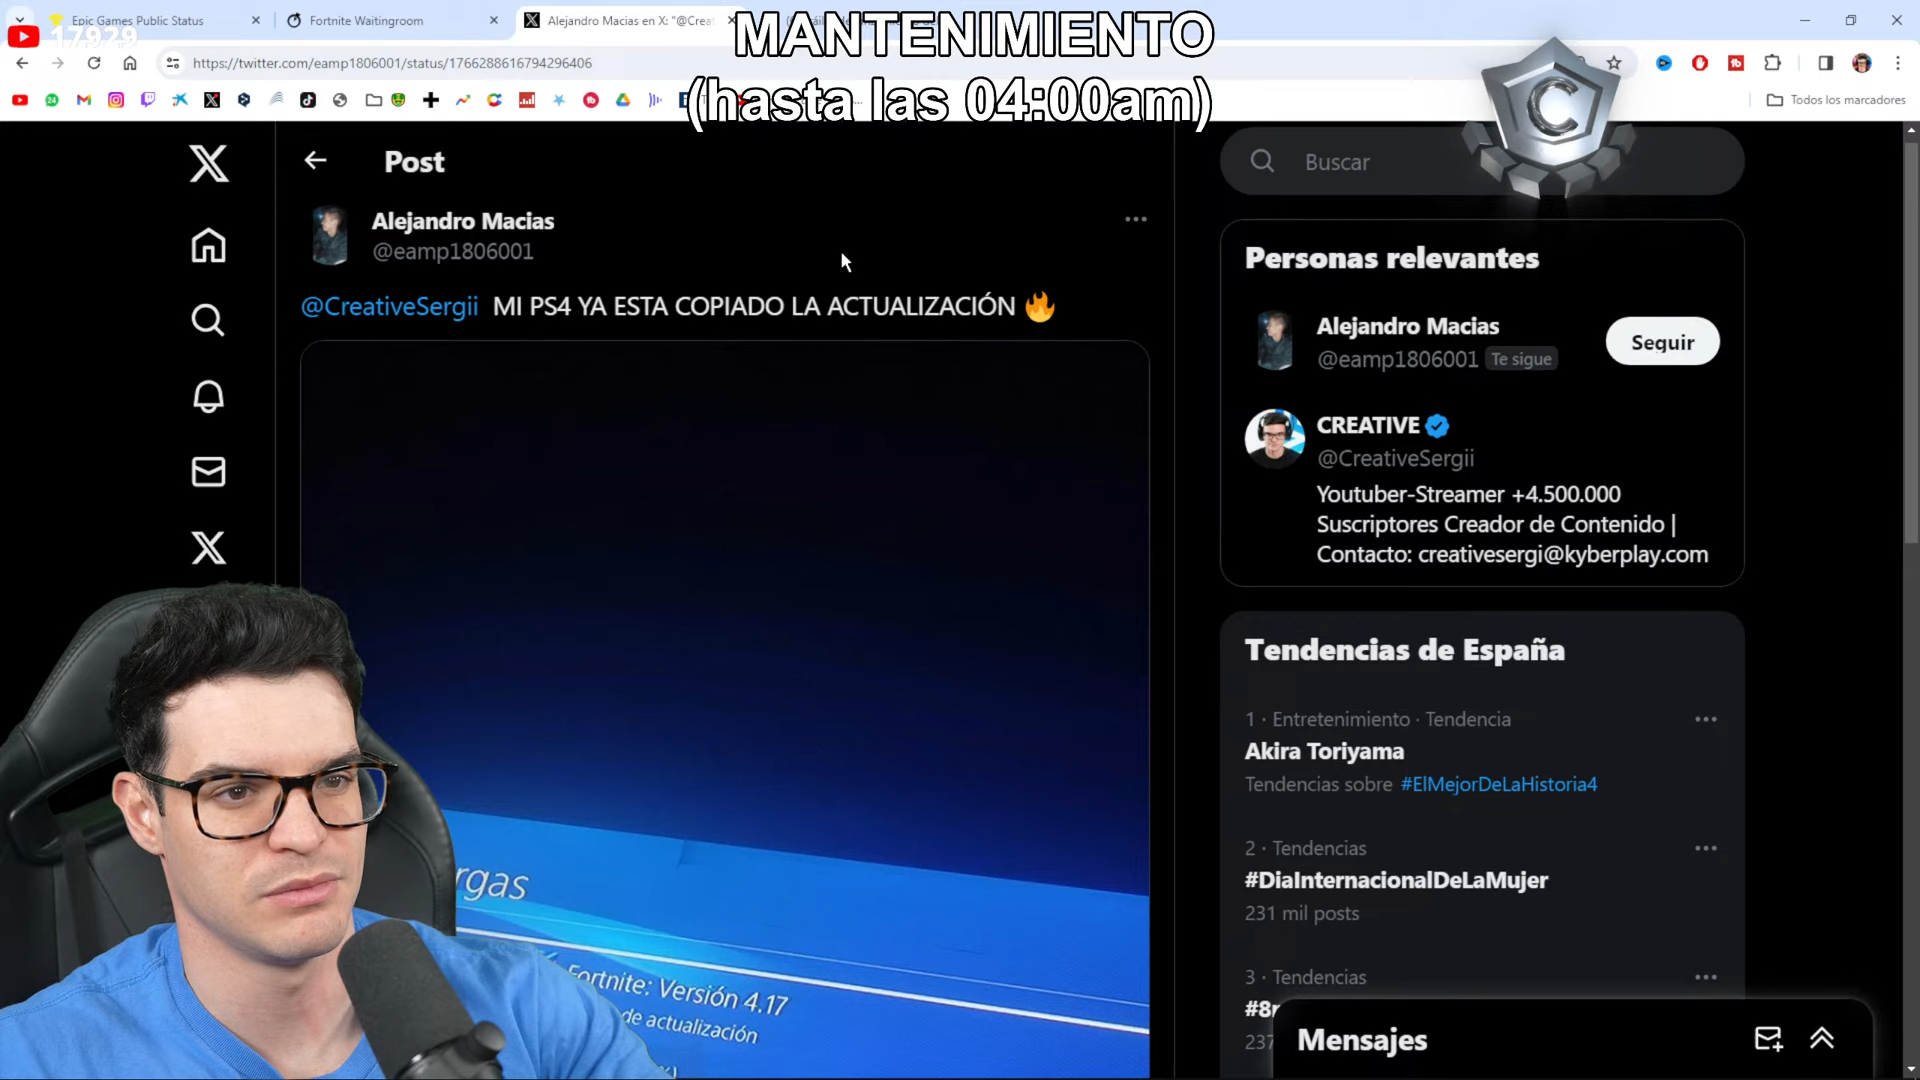 Epic Games Public Status
Fortnite Waitingroom
Alejandro Macias en X: "@Crea
17929
MANTENIMIENTO
(hasta las 04:00am)
https://twitter.com/eamp1806001/status/1766288616794296406
Todos los marcadores
Post
Buscar
Alejandro Macias
@eamp1806001
@CreativeSergii MI PS4 YA ESTA COPIADO LA ACTUALIZACIÓN 🔥
rgas
Fortnite: Versión 4.17
de actualización
Personas relevantes
Alejandro Macias
@eamp1806001 Te sigue
Seguir
CREATIVE
@CreativeSergii
Youtuber-Streamer +4.500.000
Suscriptores Creador de Contenido |
Contacto: creativesergi@kyberplay.com
Tendencias de España
1 · Entretenimiento · Tendencia
Akira Toriyama
Tendencias sobre #ElMejorDeLaHistoria4
2 · Tendencias
#DiaInternacionalDeLaMujer
231 mil posts
3 · Tendencias
Mensajes